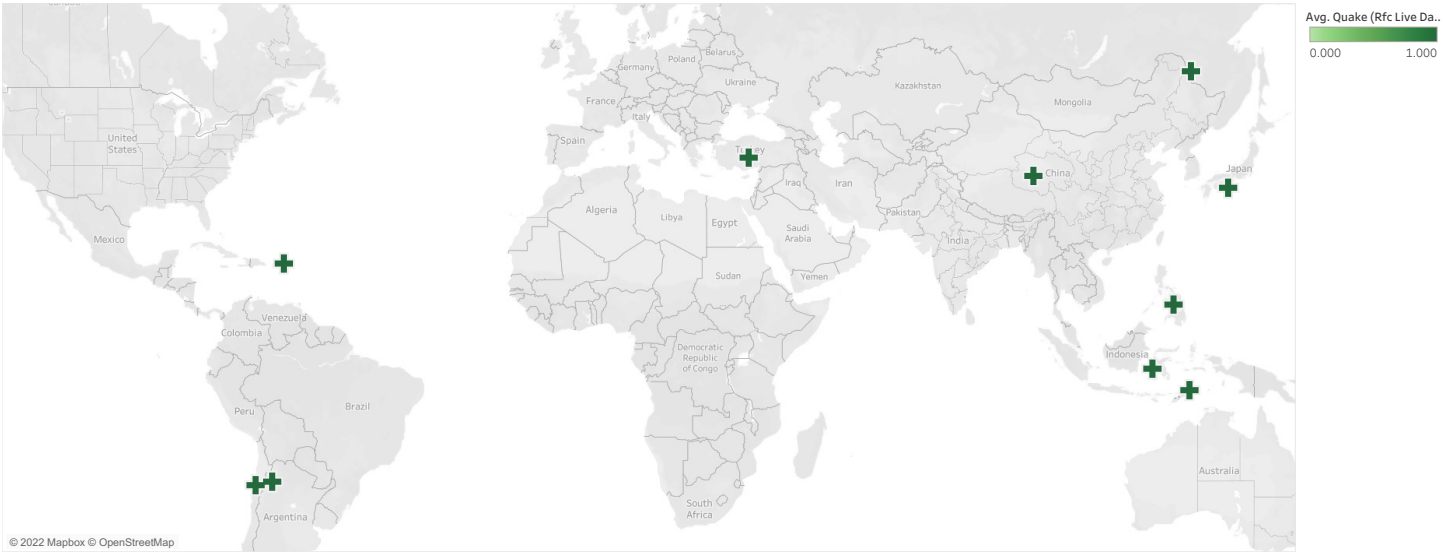 Avg. Quake (Rfc Live Da..
0.000 1.000
Belarus
Poland
Germany
Ukraine
Kazakhstan
France
Mongolia
Italy
United
States
Spain
Turkey
China
Japan
Iraq
Iran
Algeria
Libya
Egypt
Pakistan
Mexico
Saudi
Arabia
India
Sudan
Yemen
Venezuela
Colombia
Democratic
Republic
of Congo
Indonesia
Peru
Brazil
Australia
South
Africa
Argentina
© 2022 Mapbox © OpenStreetMap